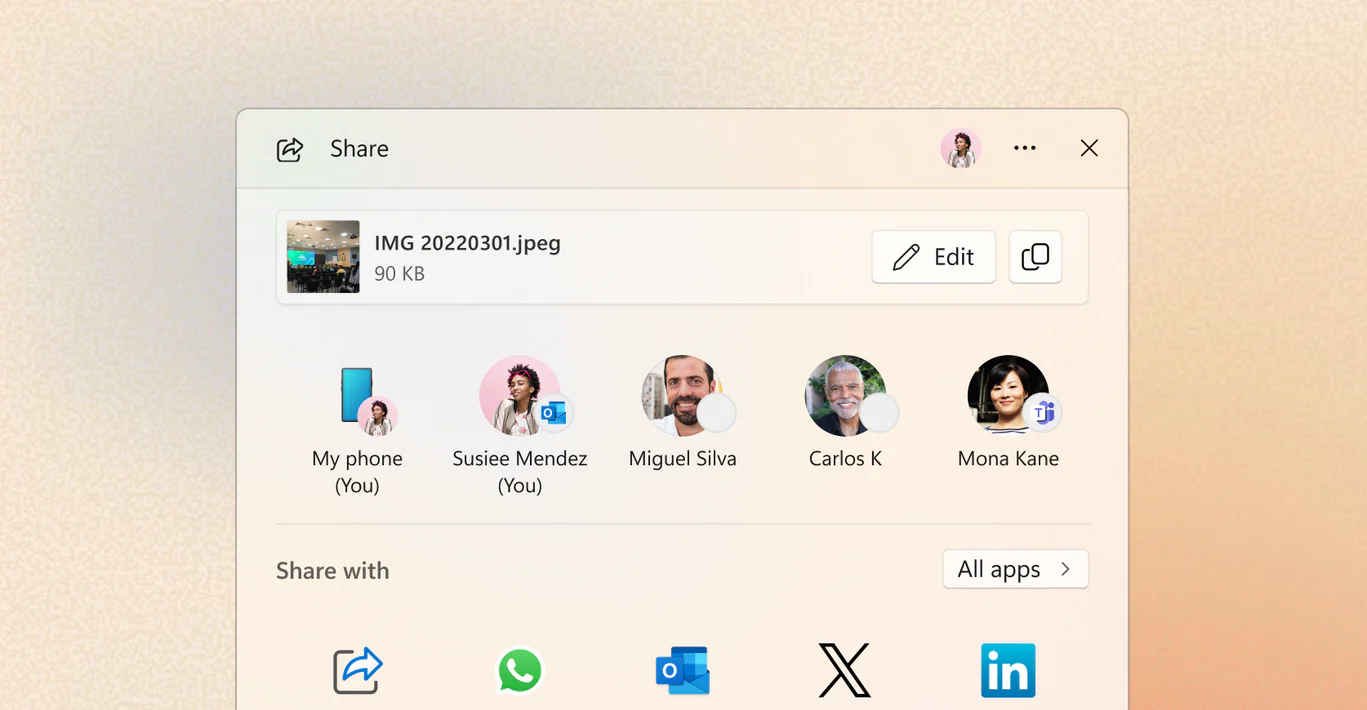 Share
IMG 20220301.jpeg
90 KB
Edit
My phone
(You)
Susiee Mendez
(You)
Miguel Silva
Carlos K
Mona Kane
Share with
All apps